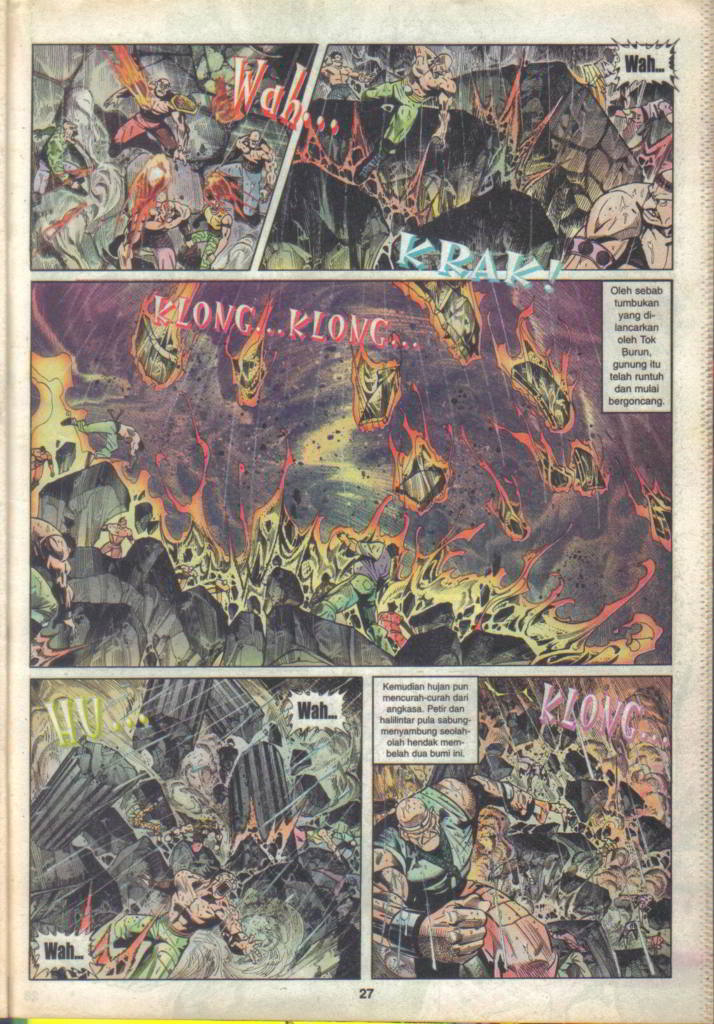 Wah...
Wah...
KRAK!
KLONG...KLONG...
Oleh sebab
tumbukan
yang di-
lancarkan
oleh Tok
Burun,
gunung itu
telah runtuh
dan mulai
bergoncang.
HU...
Wah...
Wah...
Kemudian hujan pun
mencurah-curah dari
angkasa. Petir dan
halilintar pula sabung-
menyambung seolah-
olah hendak mem-
belah dua bumi ini.
KLONG...
27